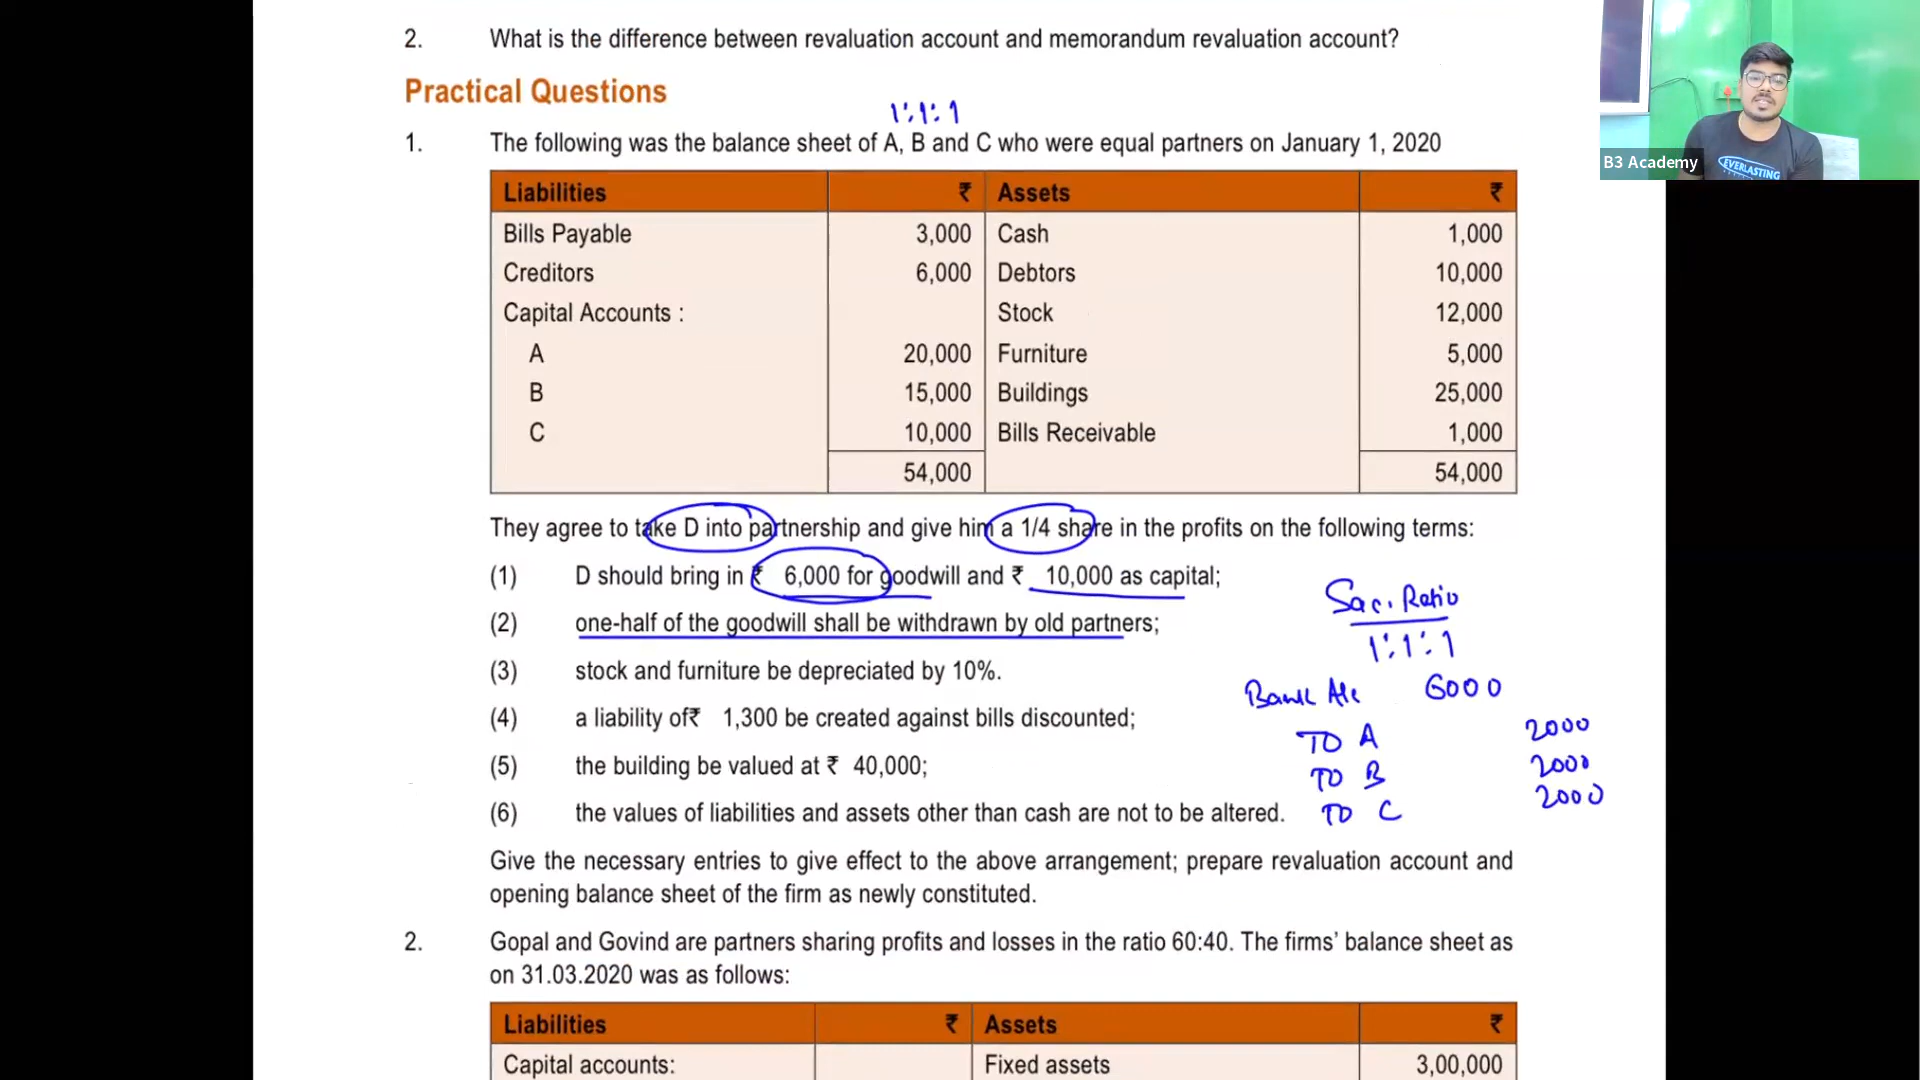 2. What is the difference between revaluation account and memorandum revaluation account?
Practical Questions
1:1:1
1. The following was the balance sheet of A, B and C who were equal partners on January 1, 2020
Liabilities ₹ Assets ₹
Bills Payable 3,000 Cash 1,000
Creditors 6,000 Debtors 10,000
Capital Accounts : Stock 12,000
A 20,000 Furniture 5,000
B 15,000 Buildings 25,000
C 10,000 Bills Receivable 1,000
54,000 54,000
They agree to take D into partnership and give him a 1/4 share in the profits on the following terms:
(1) D should bring in ₹ 6,000 for goodwill and ₹ 10,000 as capital;
(2) one-half of the goodwill shall be withdrawn by old partners;
(3) stock and furniture be depreciated by 10%.
(4) a liability of₹ 1,300 be created against bills discounted;
(5) the building be valued at ₹ 40,000;
(6) the values of liabilities and assets other than cash are not to be altered.
Sac. Ratio
1:1:1
Bank A/c 6000
TO A 2000
TO B 2000
TO C 2000
Give the necessary entries to give effect to the above arrangement; prepare revaluation account and
opening balance sheet of the firm as newly constituted.
2. Gopal and Govind are partners sharing profits and losses in the ratio 60:40. The firms’ balance sheet as
on 31.03.2020 was as follows:
Liabilities ₹ Assets ₹
Capital accounts: Fixed assets 3,00,000
B3 Academy
EVERLASTING